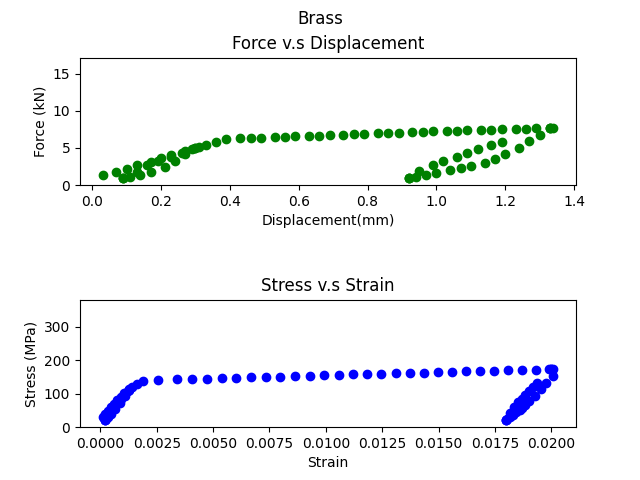 Brass
Force v.s Displacement
Force (kN)
15
10
5
0
0.0 0.2 0.4 0.6 0.8 1.0 1.2 1.4
Displacement(mm)
Stress v.s Strain
Stress (MPa)
300
200
100
0
0.0000 0.0025 0.0050 0.0075 0.0100 0.0125 0.0150 0.0175 0.0200
Strain